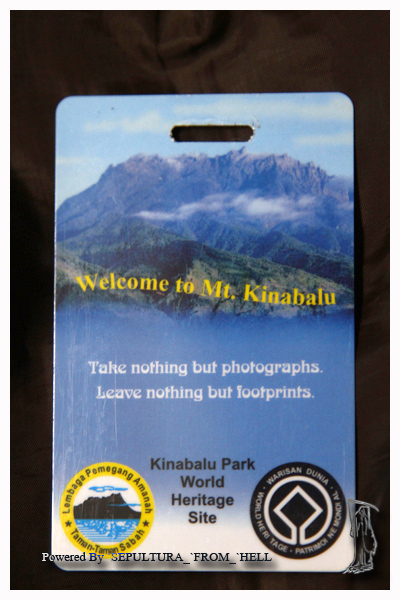 Welcome to Mt. Kinabalu
Take nothing but photographs.
Leave nothing but footprints.
Kinabalu Park
World
Heritage
Site
Lembaga Pemegang Amanah
Taman-Taman Sabah
WARISAN DUNIA
WORLD HERITAGE - PATRIMOINE MONDIAL
Powered By `SEPULTURA_`FROM_`HELL